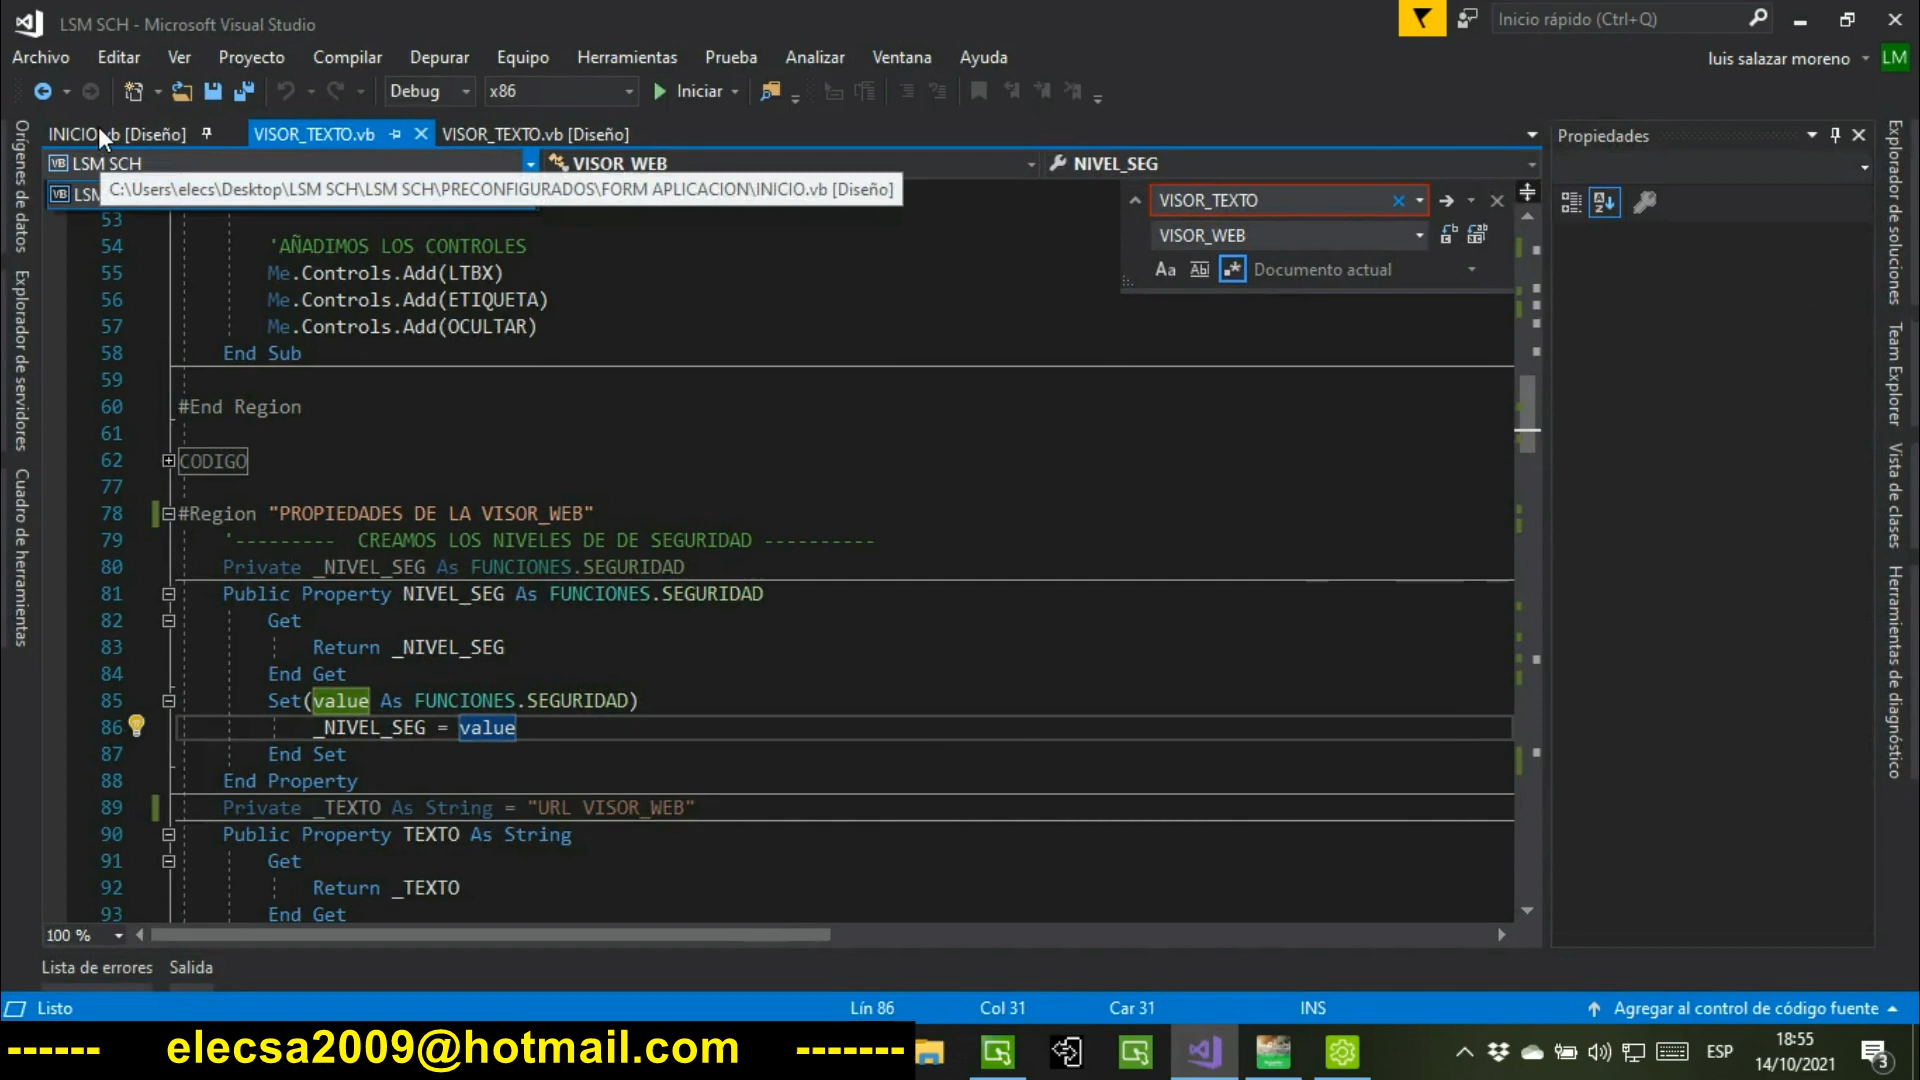 LSM SCH - Microsoft Visual Studio
Inicio rápido (Ctrl+Q)
Archivo Editar Ver Proyecto Compilar Depurar Equipo Herramientas Prueba Analizar Ventana Ayuda
luis salazar moreno LM
Debug x86 Iniciar
INICIO.vb [Diseño] VISOR_TEXTO.vb VISOR_TEXTO.vb [Diseño]
LSM SCH VISOR_WEB NIVEL_SEG
LSM
C:\Users\elecs\Desktop\LSM SCH\LSM SCH\PRECONFIGURADOS\FORM APLICACION\INICIO.vb [Diseño]
VISOR_TEXTO
VISOR_WEB
Aa Ab| Documento actual
53
54 'AÑADIMOS LOS CONTROLES
55 Me.Controls.Add(LTBX)
56 Me.Controls.Add(ETIQUETA)
57 Me.Controls.Add(OCULTAR)
58 End Sub
59
60 #End Region
61
62 CODIGO
77
78 #Region "PROPIEDADES DE LA VISOR_WEB"
79 '--------- CREAMOS LOS NIVELES DE DE SEGURIDAD ----------
80 Private _NIVEL_SEG As FUNCIONES.SEGURIDAD
81 Public Property NIVEL_SEG As FUNCIONES.SEGURIDAD
82 Get
83 Return _NIVEL_SEG
84 End Get
85 Set(value As FUNCIONES.SEGURIDAD)
86 _NIVEL_SEG = value
87 End Set
88 End Property
89 Private _TEXTO As String = "URL VISOR_WEB"
90 Public Property TEXTO As String
91 Get
92 Return _TEXTO
93 End Get
100 %
Lista de errores Salida
Listo Lín 86 Col 31 Car 31 INS Agregar al control de código fuente
Orígenes de datos
Explorador de servidores
Cuadro de herramientas
Propiedades
Explorador de soluciones
Team Explorer
Vista de clases
Herramientas de diagnóstico
------ elecsa2009@hotmail.com -------
ESP
18:55
14/10/2021
3